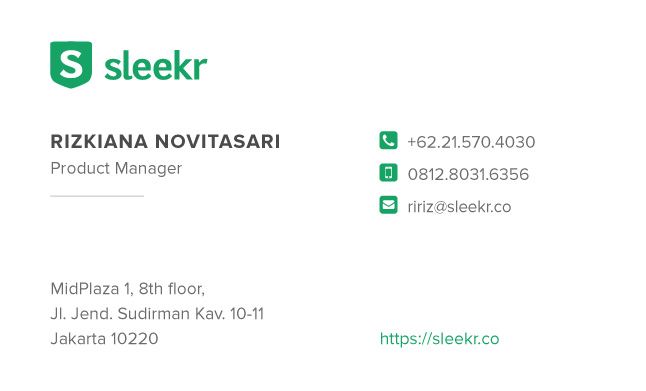 S sleekr
RIZKIANA NOVITASARI
Product Manager
+62.21.570.4030
0812.8031.6356
ririz@sleekr.co
MidPlaza 1, 8th floor,
Jl. Jend. Sudirman Kav. 10-11
Jakarta 10220
https://sleekr.co